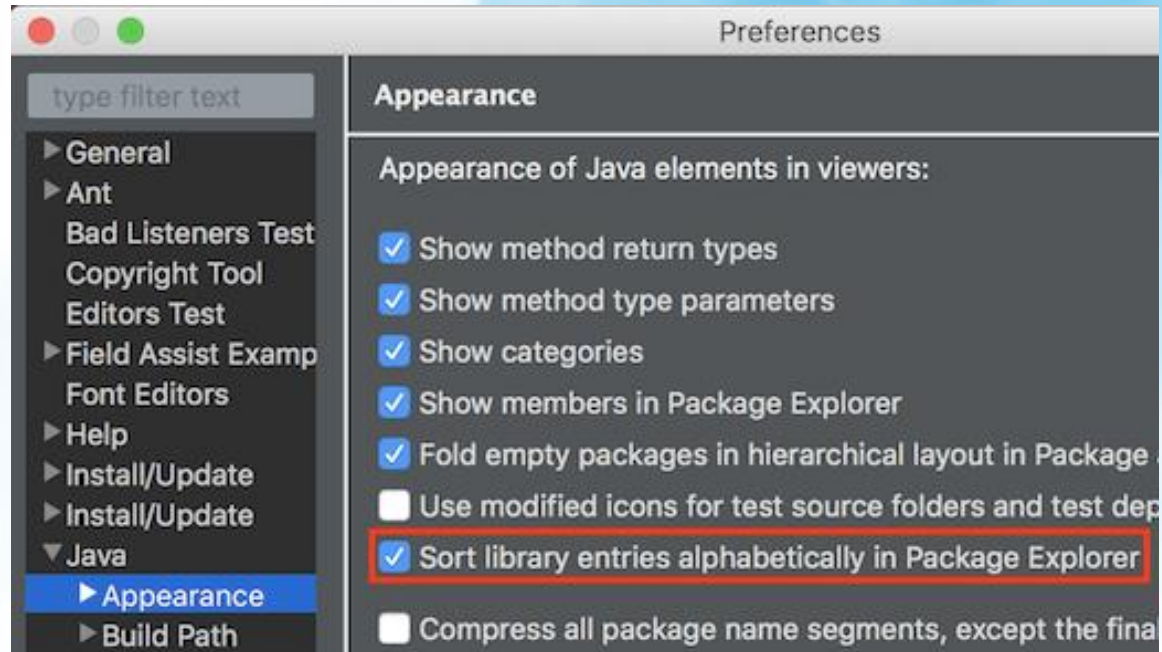 Preferences
type filter text
General
Ant
Bad Listeners Test
Copyright Tool
Editors Test
Field Assist Examp
Font Editors
Help
Install/Update
Install/Update
Java
Appearance
Build Path
Appearance
Appearance of Java elements in viewers:
Show method return types
Show method type parameters
Show categories
Show members in Package Explorer
Fold empty packages in hierarchical layout in Package
Use modified icons for test source folders and test dep
Sort library entries alphabetically in Package Explorer
Compress all package name segments, except the final